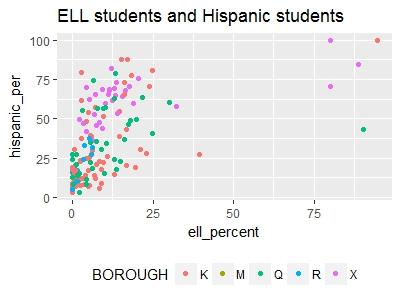 ELL students and Hispanic students
100
75
50
25
0
hispanic_per
0 25 50 75
ell_percent
BOROUGH K M Q R X